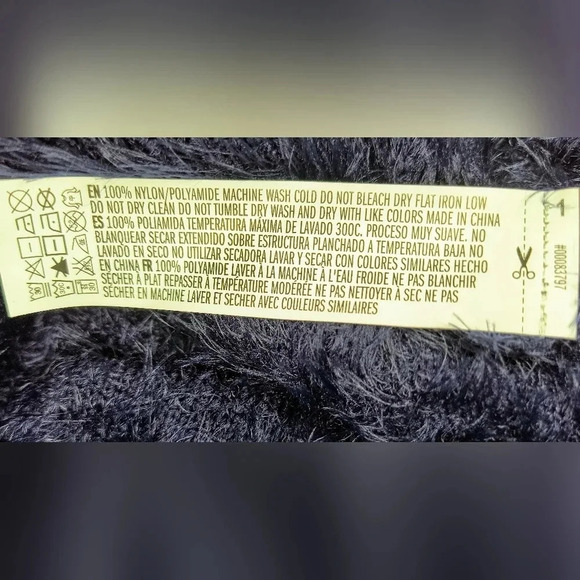 EN 100% NYLON/POLYAMIDE MACHINE WASH COLD DO NOT BLEACH DRY FLAT IRON LOW
DO NOT DRY CLEAN DO NOT TUMBLE DRY WASH AND DRY WITH LIKE COLORS MADE IN CHINA
ES 100% POLIAMIDA TEMPERATURA MÁXIMA DE LAVADO 300C. PROCESO MUY SUAVE. NO
BLANQUEAR SECAR EXTENDIDO SOBRE ESTRUCTURA PLANCHADO A TEMPERATURA BAJA NO
LAVADO EN SECO NO UTILIZAR SECADORA LAVAR Y SECAR CON COLORES SIMILARES HECHO
EN CHINA FR 100% POLYAMIDE LAVER À LA MACHINE À L'EAU FROIDE NE PAS BLANCHIR
SÉCHER À PLAT REPASSER À TEMPÉRATURE MODÉRÉE NE PAS NETTOYER À SEC NE PAS
SÉCHER EN MACHINE LAVER ET SÉCHER AVEC COULEURS SIMILAIRES
1
#00083797